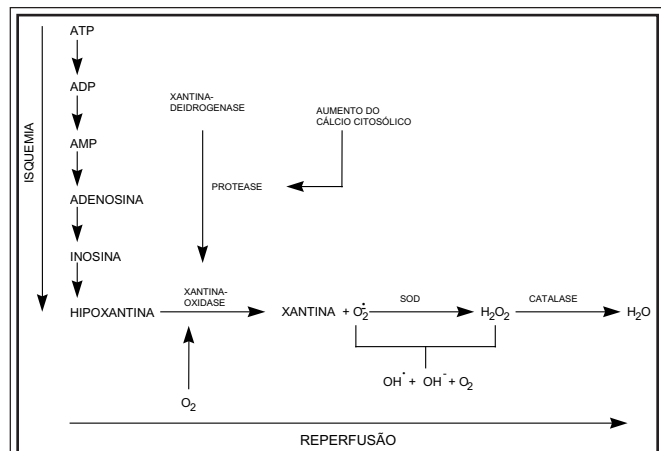 ATP
ADP
AMP
ADENOSINA
INOSINA
HIPOXANTINA
ISQUEMIA
XANTINA-
DEIDROGENASE
AUMENTO DO
CÁLCIO CITOSÓLICO
PROTEASE
XANTINA-
OXIDASE
O₂
XANTINA + O₂•̄
SOD
H₂O₂
CATALASE
H₂O
OH• + OH⁻ + O₂
REPERFUSÃO